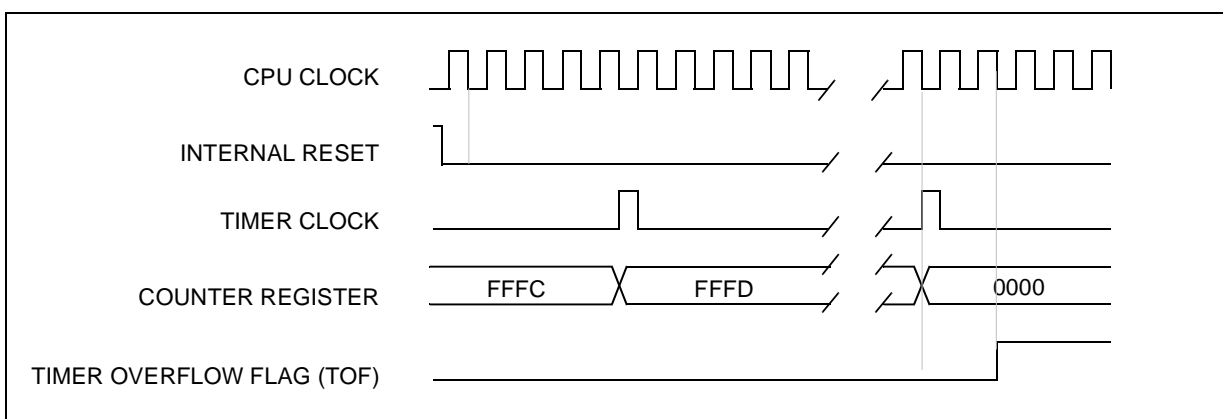 CPU CLOCK
INTERNAL RESET
TIMER CLOCK
COUNTER REGISTER FFFC FFFD 0000
TIMER OVERFLOW FLAG (TOF)